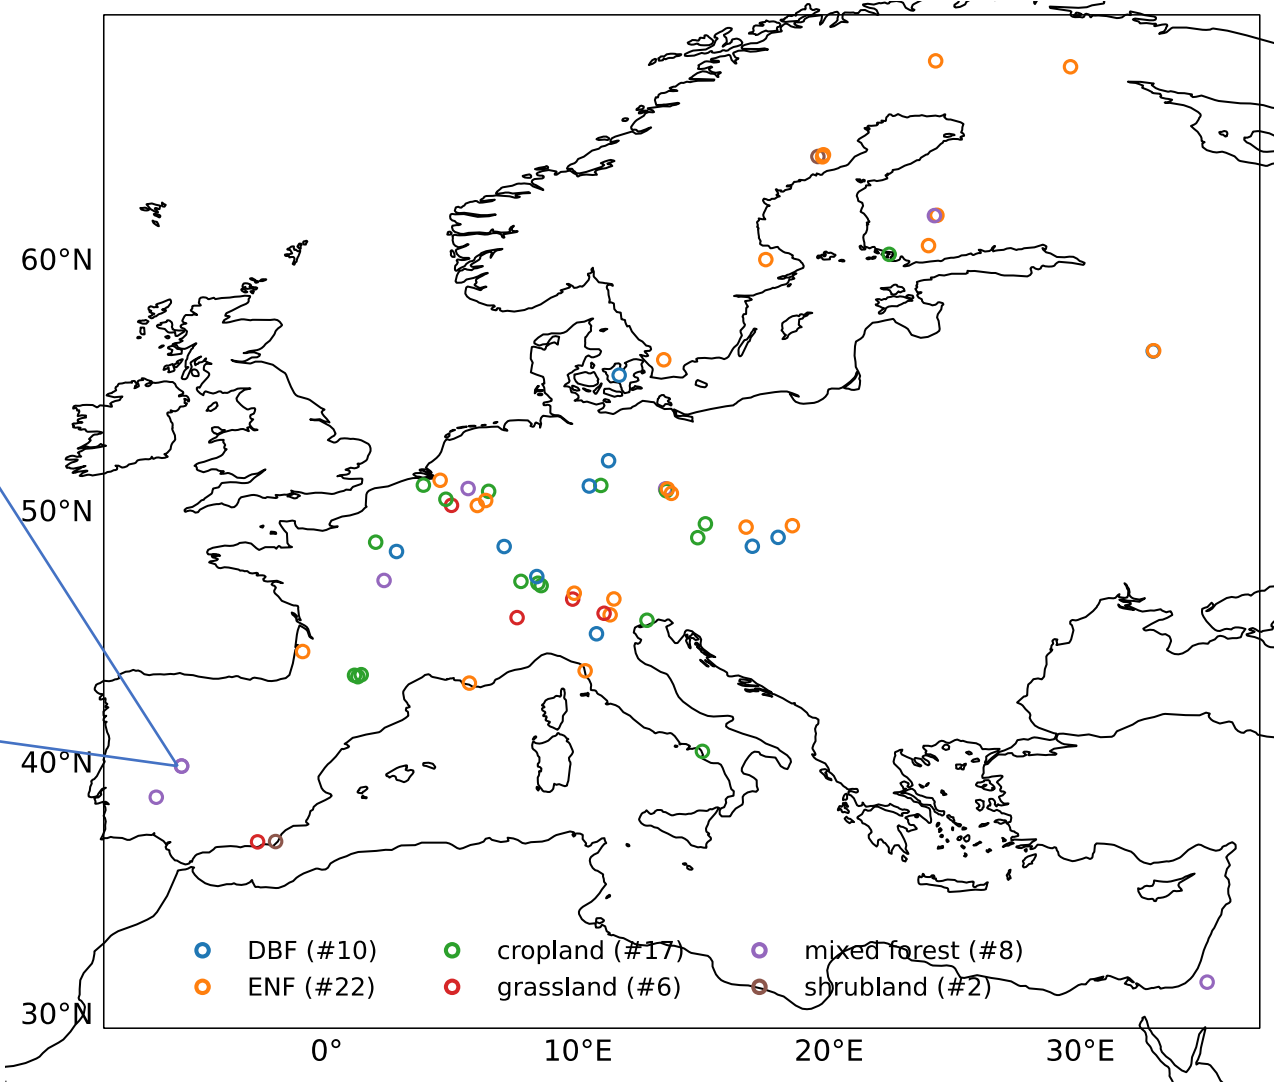 60°N
50°N
40°N
30°N
DBF (#10) cropland (#17) mixed forest (#8)
ENF (#22) grassland (#6) shrubland (#2)
0° 10°E 20°E 30°E